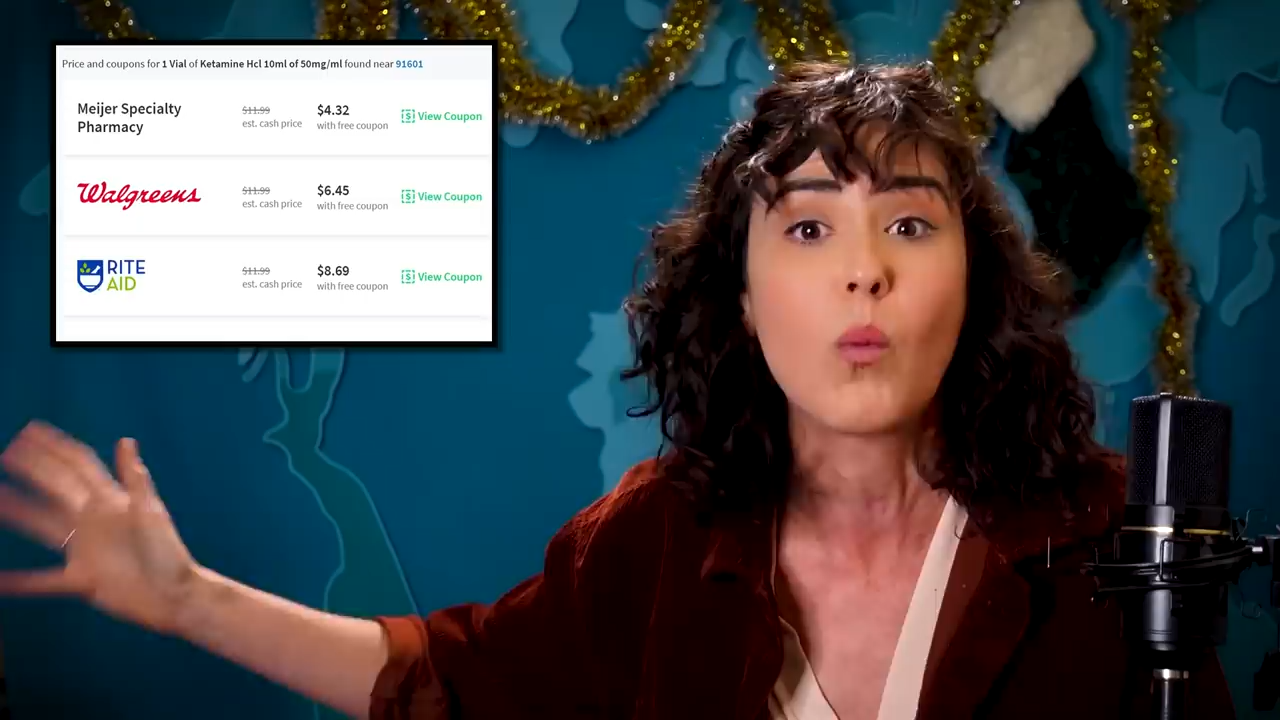 Price and coupons for 1 Vial of Ketamine Hcl 10ml of 50mg/ml found near 91601
Meijer Specialty
Pharmacy
$11.99
est. cash price
$4.32
with free coupon
View Coupon
Walgreens
$11.99
est. cash price
$6.45
with free coupon
View Coupon
RITE
AID
$11.99
est. cash price
$8.69
with free coupon
View Coupon